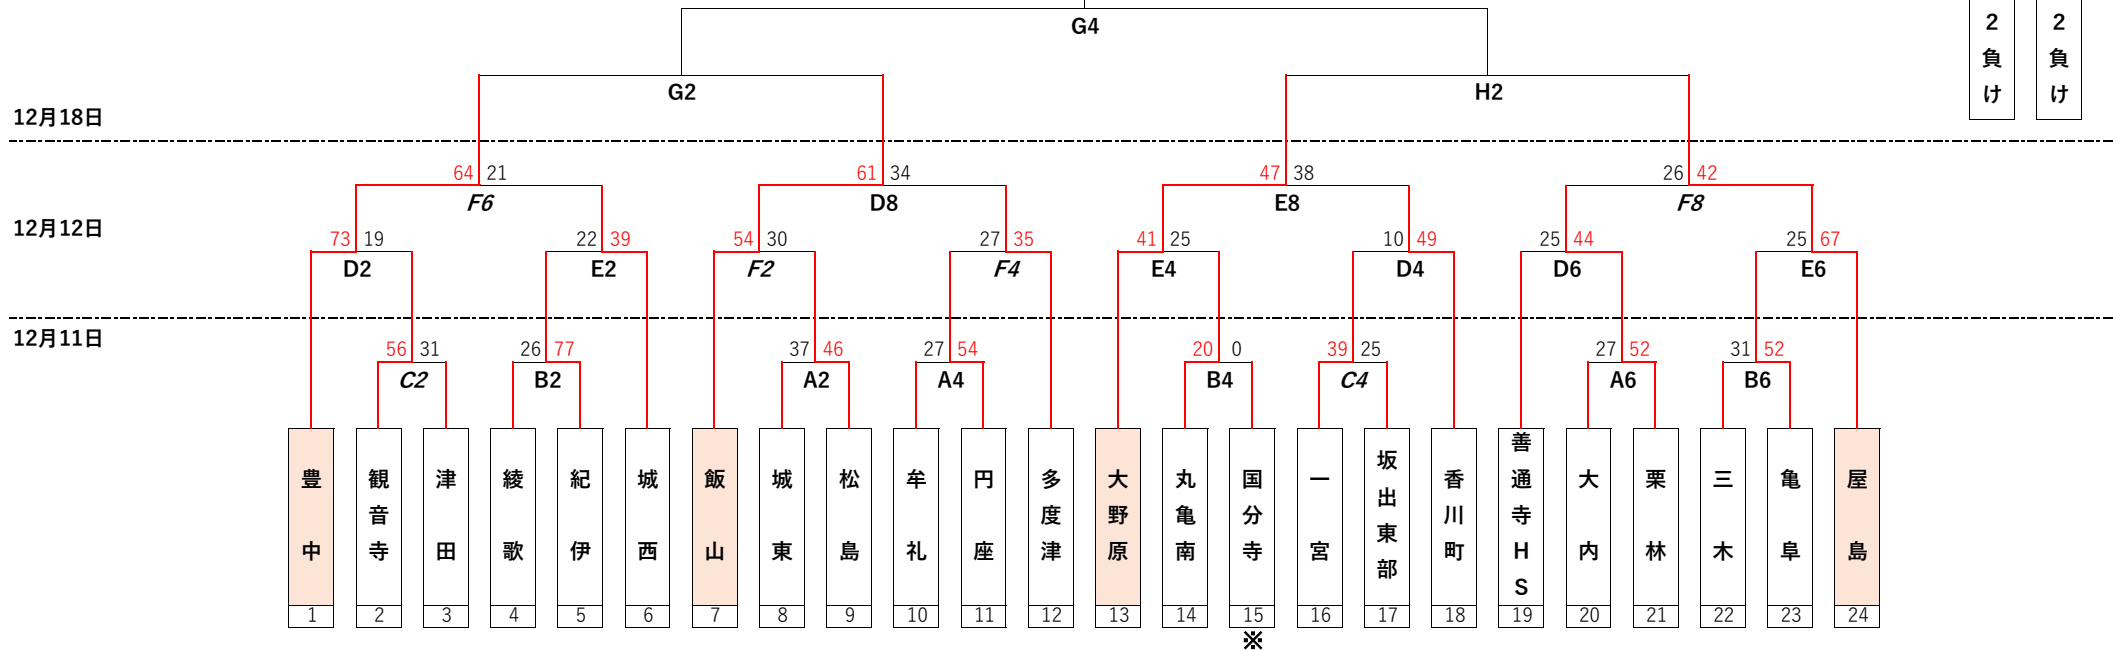 G4
2負け
2負け
G2
H2
12月18日
64 21
61 34
47 38
26 42
F6
D8
E8
F8
12月12日
73 19
22 39
54 30
27 35
41 25
10 49
25 44
25 67
D2
E2
F2
F4
E4
D4
D6
E6
12月11日
56 31
26 77
37 46
27 54
20 0
39 25
27 52
31 52
C2
B2
A2
A4
B4
C4
A6
B6
豊中
観音寺
津田
綾歌
紀伊
城西
飯山
城東
松島
牟礼
円座
多度津
大野原
丸亀南
国分寺
一宮
坂出東部
香川町
善通寺HS
大内
栗林
三木
亀阜
屋島
1 2 3 4 5 6 7 8 9 10 11 12 13 14 15 16 17 18 19 20 21 22 23 24
※